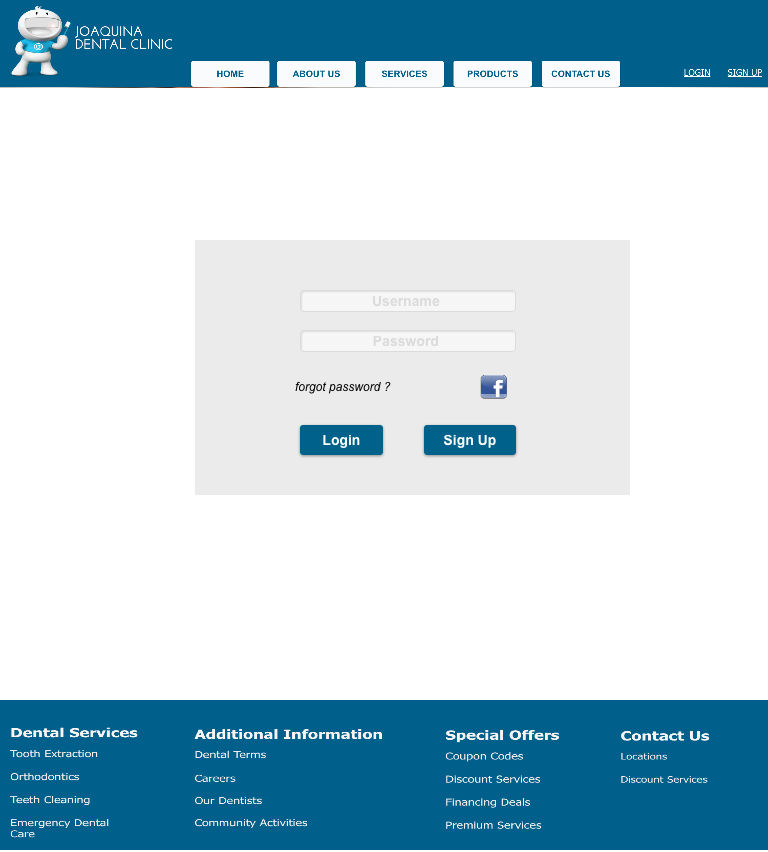 JOAQUINA
DENTAL CLINIC
HOME
ABOUT US
SERVICES
PRODUCTS
CONTACT US
LOGIN
SIGN UP
Username
Password
forgot password ?
f
Login
Sign Up
Dental Services
Tooth Extraction
Orthodontics
Teeth Cleaning
Emergency Dental
Care
Additional Information
Dental Terms
Careers
Our Dentists
Community Activities
Special Offers
Coupon Codes
Discount Services
Financing Deals
Premium Services
Contact Us
Locations
Discount Services